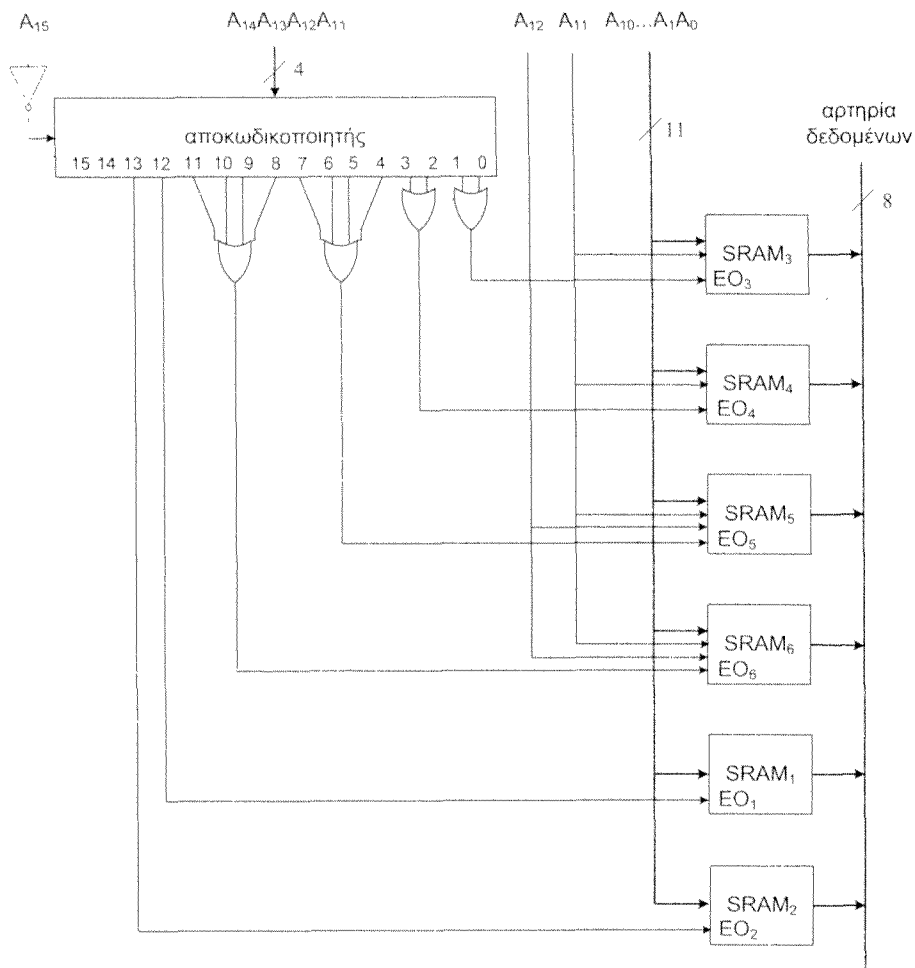 A₁₅ A₁₄A₁₃A₁₂A₁₁ A₁₂ A₁₁ A₁₀...A₁A₀
4
αρτηρία
δεδομένων
αποκωδικοποιητής
11
15 14 13 12 11 10 9 8 7 6 5 4 3 2 1 0
8
SRAM₃
EO₃
SRAM₄
EO₄
SRAM₅
EO₅
SRAM₆
EO₆
SRAM₁
EO₁
SRAM₂
EO₂